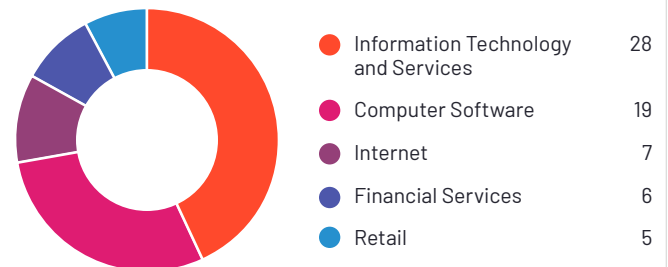 Information Technology 28
and Services
Computer Software 19
Internet 7
Financial Services 6
Retail 5